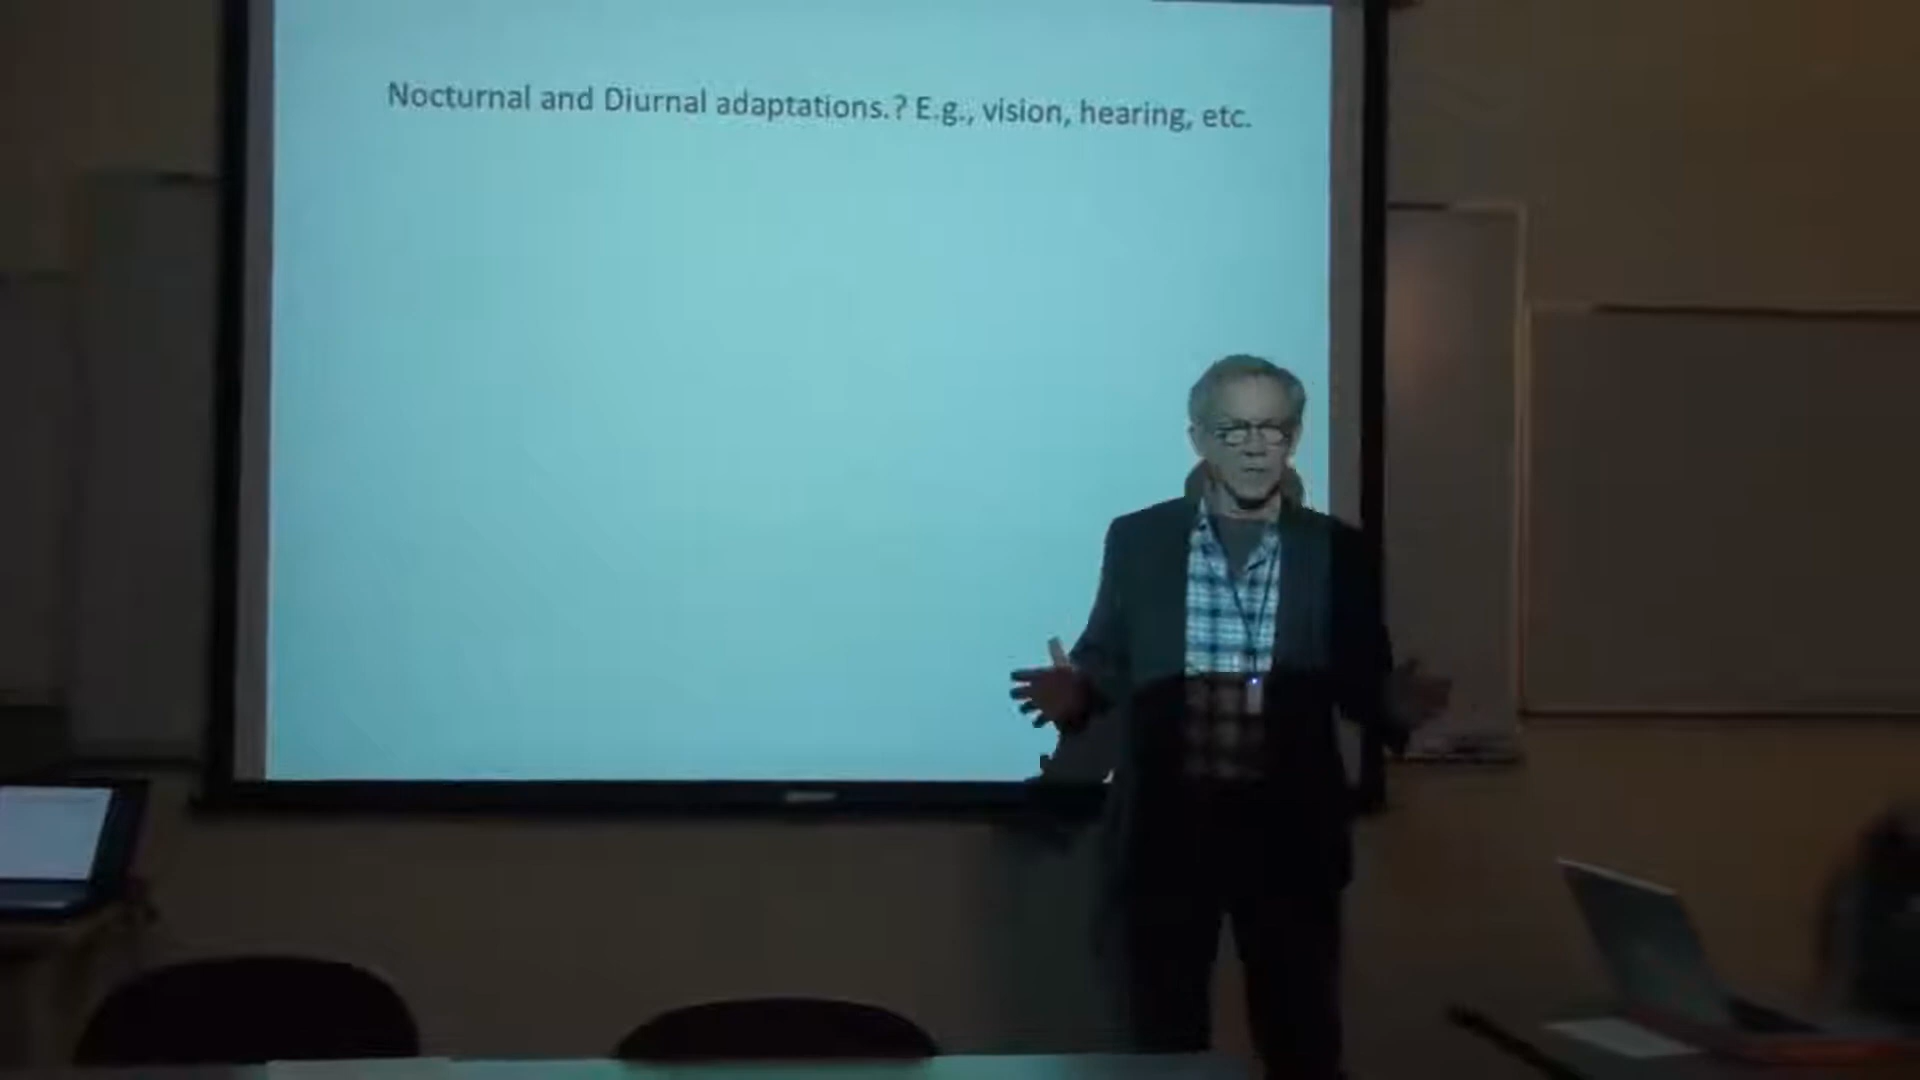 Nocturnal and Diurnal adaptations.? E.g., vision, hearing, etc.